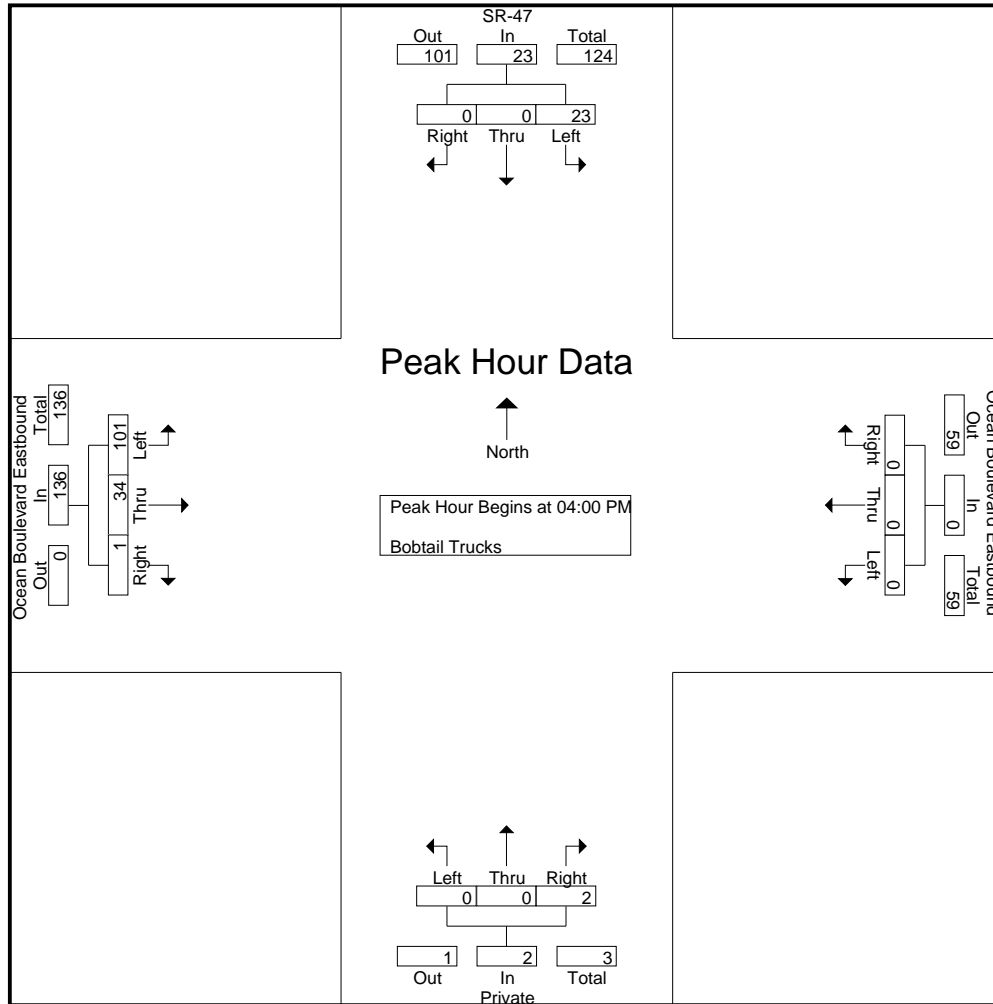 SR-47
Out In Total
101 23 124
0 0 23
Right Thru Left
Peak Hour Data
North
Peak Hour Begins at 04:00 PM
Bobtail Trucks
Ocean Boulevard Eastbound
Total In Out
136 136 0
101 34 1
Left Thru Right
Ocean Boulevard Eastbound
Out In Total
59 0 59
0 0 0
Right Thru Left
Left Thru Right
0 0 2
1 2 3
Out In Total
Private